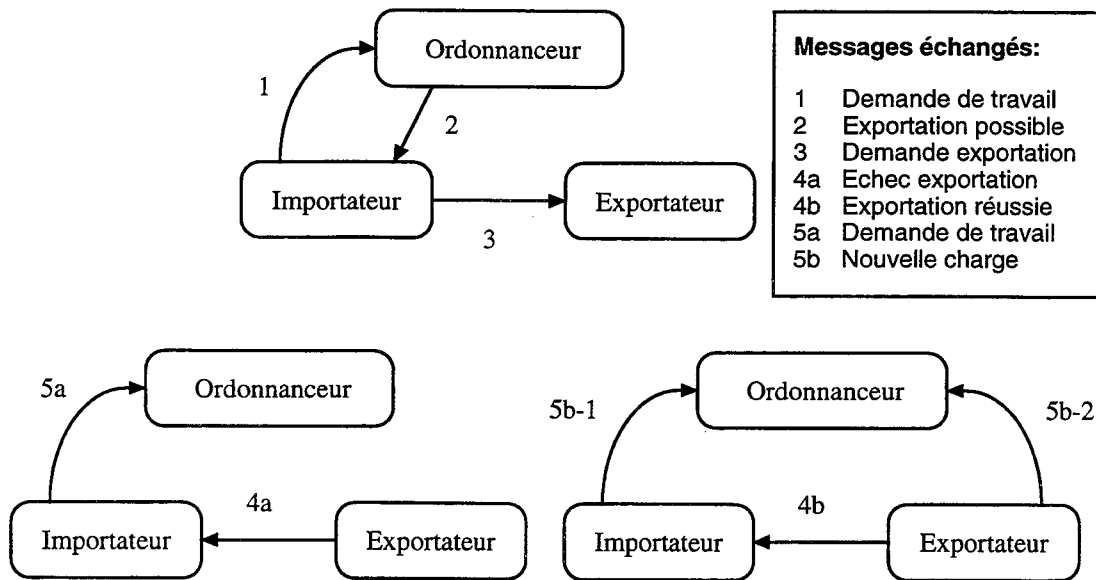 Ordonnanceur
1
2
Importateur
Exportateur
3
Messages échangés:
1 Demande de travail
2 Exportation possible
3 Demande exportation
4a Echec exportation
4b Exportation réussie
5a Demande de travail
5b Nouvelle charge
Ordonnanceur
5a
4a
Importateur
Exportateur
Ordonnanceur
5b-1
5b-2
4b
Importateur
Exportateur